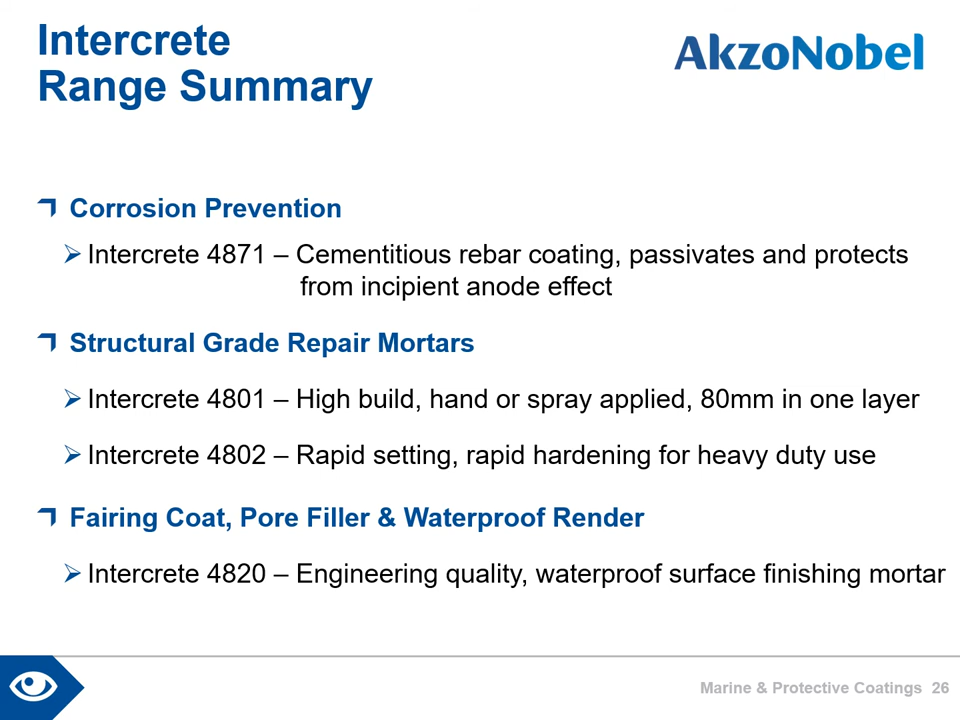 Intercrete
Range Summary
AkzoNobel
Corrosion Prevention
Intercrete 4871 – Cementitious rebar coating, passivates and protects
from incipient anode effect
Structural Grade Repair Mortars
Intercrete 4801 – High build, hand or spray applied, 80mm in one layer
Intercrete 4802 – Rapid setting, rapid hardening for heavy duty use
Fairing Coat, Pore Filler & Waterproof Render
Intercrete 4820 – Engineering quality, waterproof surface finishing mortar
Marine & Protective Coatings 26